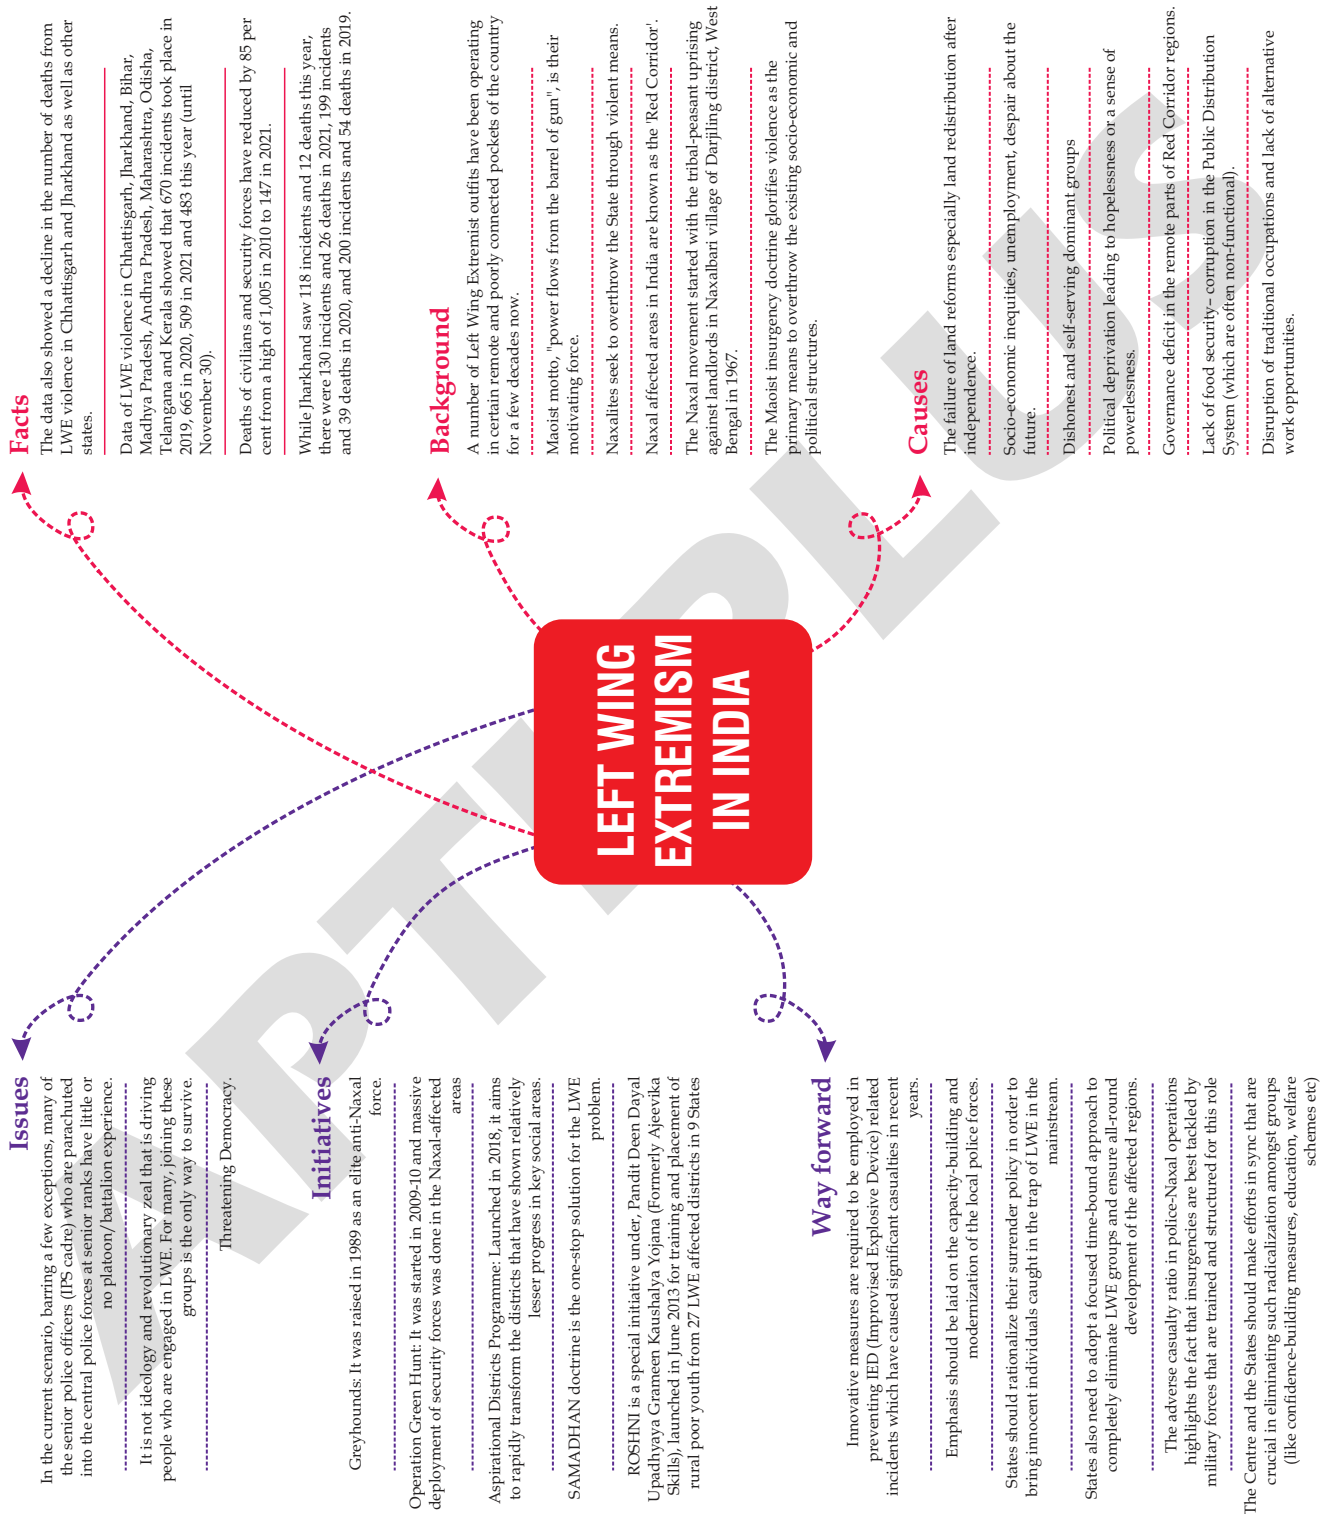 Issues
In the current scenario, barring a few exceptions, many of
the senior police officers (IPS cadre) who are parachuted
into the central police forces at senior ranks have little or
no platoon/battalion experience.
It is not ideology and revolutionary zeal that is driving
people who are engaged in LWE. For many, joining these
groups is the only way to survive.
Threatening Democracy.
Initiatives
Greyhounds: It was raised in 1989 as an elite anti-Naxal
force.
Operation Green Hunt: It was started in 2009-10 and massive
deployment of security forces was done in the Naxal-affected
areas
Aspirational Districts Programme: Launched in 2018, it aims
to rapidly transform the districts that have shown relatively
lesser progress in key social areas.
SAMADHAN doctrine is the one-stop solution for the LWE
problem.
ROSHNI is a special initiative under, Pandit Deen Dayal
Upadhyaya Grameen Kaushalya Yojana (Formerly Ajeevika
Skills), launched in June 2013 for training and placement of
rural poor youth from 27 LWE affected districts in 9 States
Way forward
Innovative measures are required to be employed in
preventing IED (Improvised Explosive Device) related
incidents which have caused significant casualties in recent
years.
Emphasis should be laid on the capacity-building and
modernization of the local police forces.
States should rationalize their surrender policy in order to
bring innocent individuals caught in the trap of LWE in the
mainstream.
States also need to adopt a focused time-bound approach to
completely eliminate LWE groups and ensure all-round
development of the affected regions.
The adverse casualty ratio in police-Naxal operations
highlights the fact that insurgencies are best tackled by
military forces that are trained and structured for this role
The Centre and the States should make efforts in sync that are
crucial in eliminating such radicalization amongst groups
(like confidence-building measures, education, welfare
schemes etc)
LEFT WING
EXTREMISM
IN INDIA
Facts
The data also showed a decline in the number of deaths from
LWE violence in Chhattisgarh and Jharkhand as well as other
states.
Data of LWE violence in Chhattisgarh, Jharkhand, Bihar,
Madhya Pradesh, Andhra Pradesh, Maharashtra, Odisha,
Telangana and Kerala showed that 670 incidents took place in
2019, 665 in 2020, 509 in 2021 and 483 this year (until
November 30).
Deaths of civilians and security forces have reduced by 85 per
cent from a high of 1,005 in 2010 to 147 in 2021.
While Jharkhand saw 118 incidents and 12 deaths this year,
there were 130 incidents and 26 deaths in 2021, 199 incidents
and 39 deaths in 2020, and 200 incidents and 54 deaths in 2019.
Background
A number of Left Wing Extremist outfits have been operating
in certain remote and poorly connected pockets of the country
for a few decades now.
Maoist motto, "power flows from the barrel of gun", is their
motivating force.
Naxalites seek to overthrow the State through violent means.
Naxal affected areas in India are known as the 'Red Corridor'.
The Naxal movement started with the tribal-peasant uprising
against landlords in Naxalbari village of Darjiling district, West
Bengal in 1967.
The Maoist insurgency doctrine glorifies violence as the
primary means to overthrow the existing socio-economic and
political structures.
Causes
The failure of land reforms especially land redistribution after
independence.
Socio-economic inequities, unemployment, despair about the
future.
Dishonest and self-serving dominant groups
Political deprivation leading to hopelessness or a sense of
powerlessness.
Governance deficit in the remote parts of Red Corridor regions.
Lack of food security – corruption in the Public Distribution
System (which are often non-functional).
Disruption of traditional occupations and lack of alternative
work opportunities.
APTI PLUS